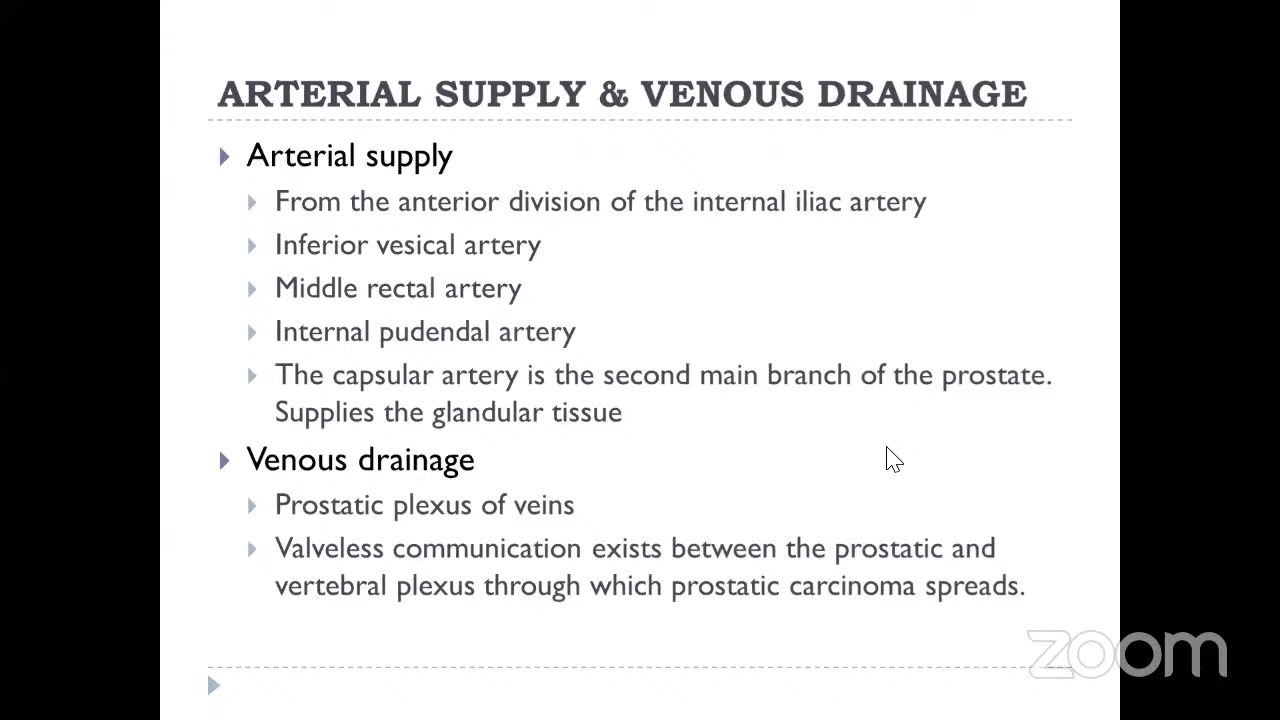 ARTERIAL SUPPLY & VENOUS DRAINAGE
Arterial supply
From the anterior division of the internal iliac artery
Inferior vesical artery
Middle rectal artery
Internal pudendal artery
The capsular artery is the second main branch of the prostate.
Supplies the glandular tissue
Venous drainage
Prostatic plexus of veins
Valveless communication exists between the prostatic and
vertebral plexus through which prostatic carcinoma spreads.
zoom